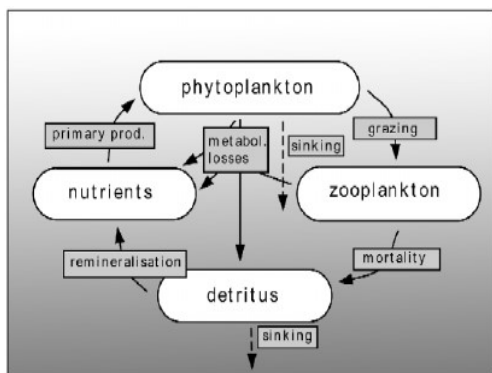 phytoplankton
primary prod.
metabol.
losses
sinking
grazing
nutrients
zooplankton
remineralisation
mortality
detritus
sinking